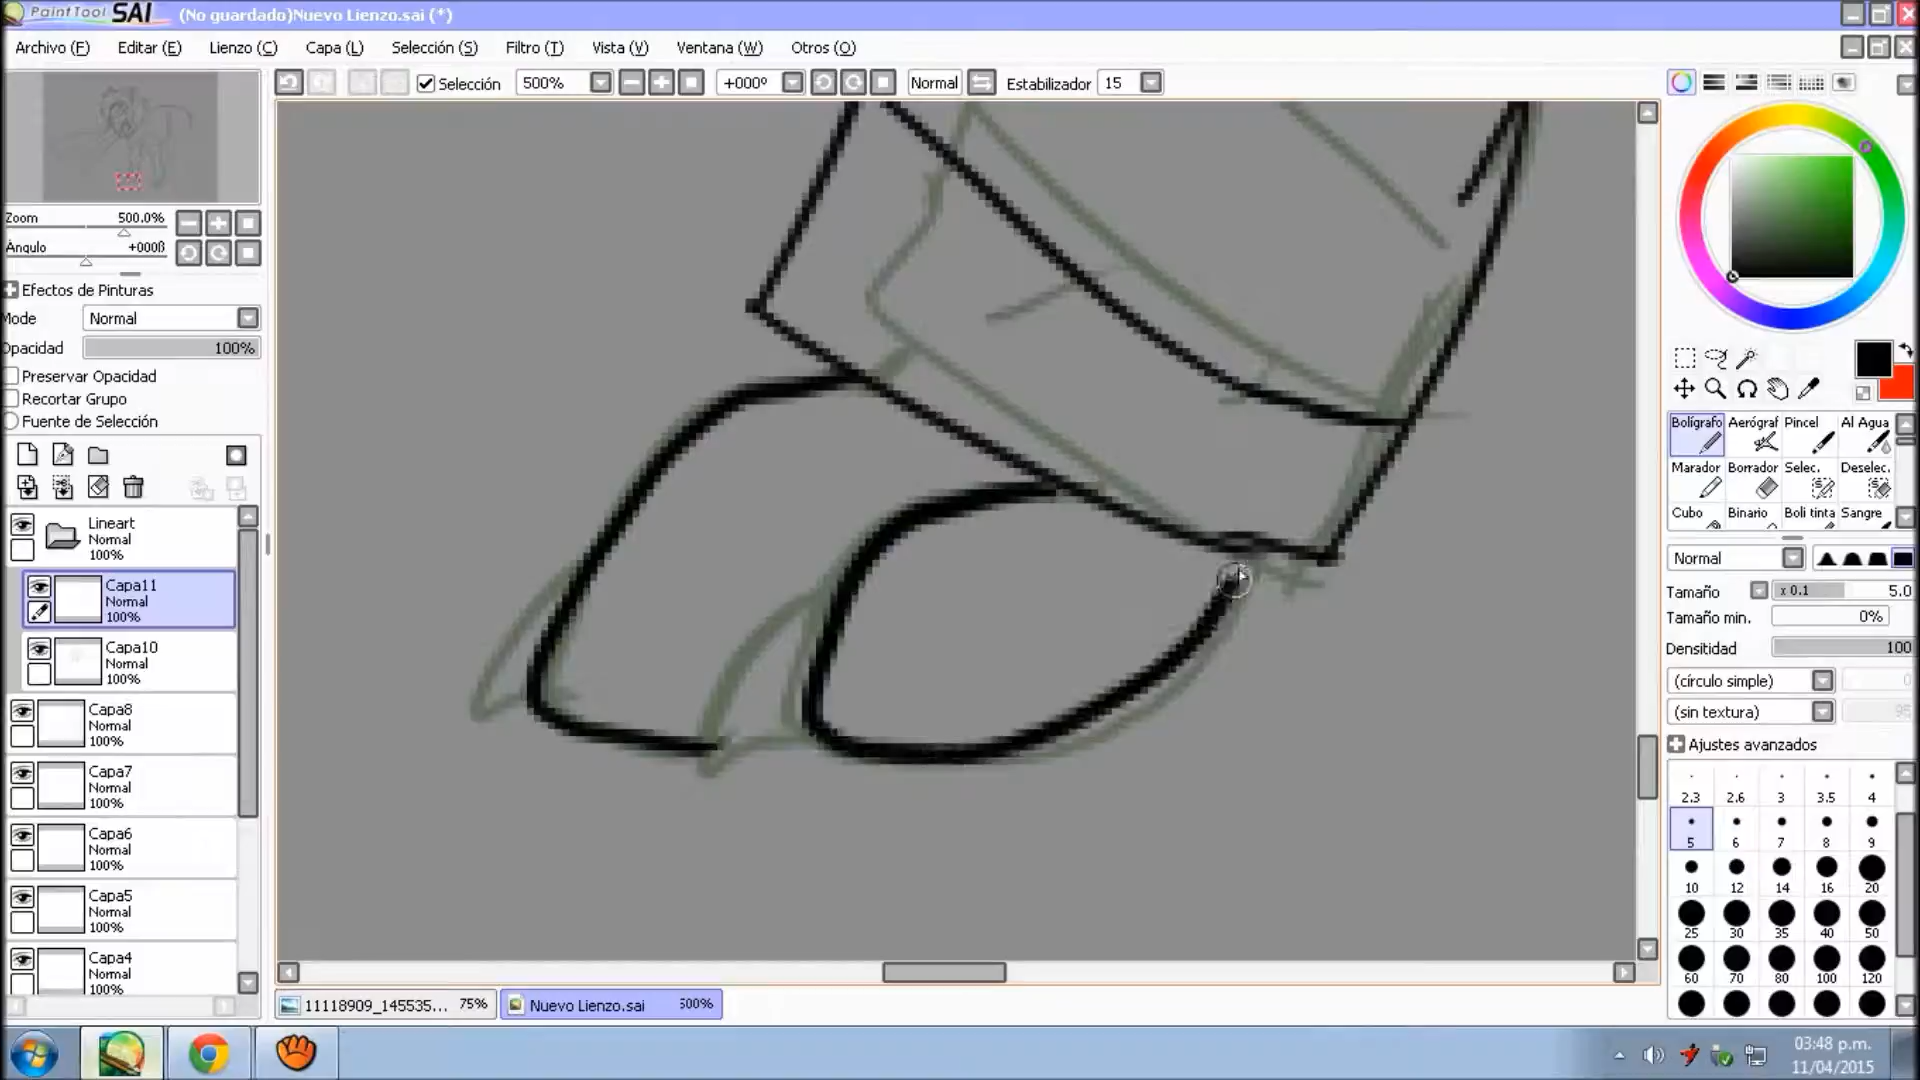 PaintTool SAI (No guardado)Nuevo Lienzo.sai (*)
Archivo (F) Editar (E) Lienzo (C) Capa (L) Selección (S) Filtro (T) Vista (V) Ventana (W) Otros (O)
Selección 500% +000º Normal Estabilizador 15
Zoom 500.0%
Ángulo +000ß
Efectos de Pinturas
Mode Normal
Opacidad 100%
Preservar Opacidad
Recortar Grupo
Fuente de Selección
Lineart
100%
Capa11
Normal
100%
Capa10
Normal
100%
Capa8
Normal
100%
Capa7
Normal
100%
Capa6
Normal
100%
Capa5
Normal
100%
Capa4
Normal
100%
Bolígrafo Aerógraf Pincel Al Agua
Marador Borrador Selec. Deselec.
Cubo Binario Boli tinta Sangre
Normal
Tamaño x 0.1 5.0
Tamaño min. 0%
Densitidad 100
(círculo simple) 0
(sin textura) 95
Ajustes avanzados
2.3 2.6 3 3.5 4
5 6 7 8 9
10 12 14 16 20
25 30 35 40 50
60 70 80 100 120
11118909_145535... 75% Nuevo Lienzo.sai 500%
03:48 p.m.
11/04/2015